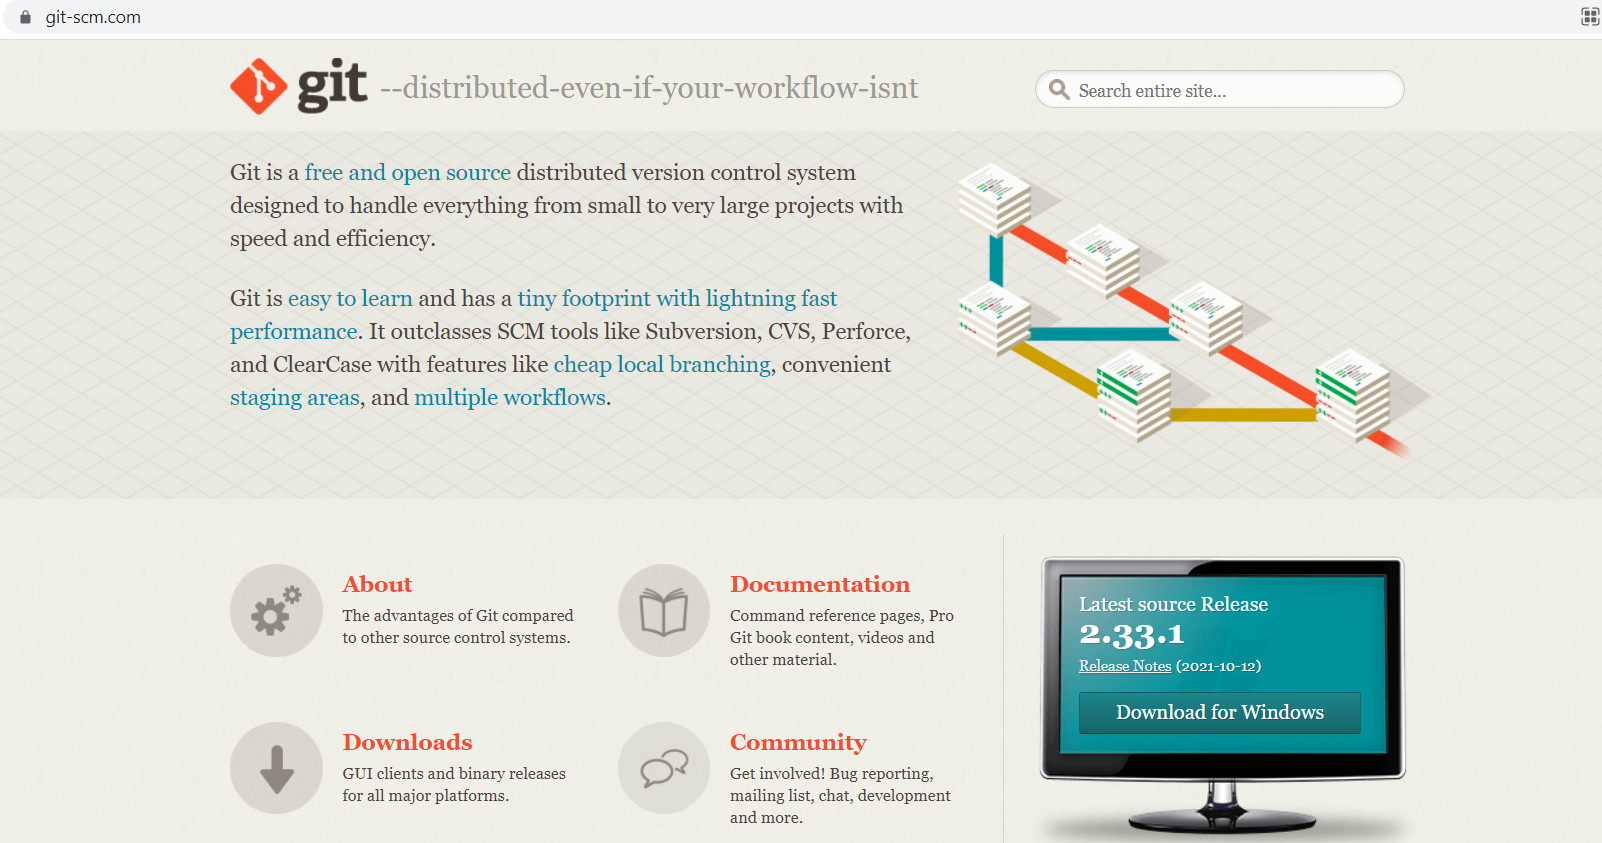 git-scm.com
git --distributed-even-if-your-workflow-isnt
Search entire site...
Git is a free and open source distributed version control system
designed to handle everything from small to very large projects with
speed and efficiency.
Git is easy to learn and has a tiny footprint with lightning fast
performance. It outclasses SCM tools like Subversion, CVS, Perforce,
and ClearCase with features like cheap local branching, convenient
staging areas, and multiple workflows.
About
The advantages of Git compared
to other source control systems.
Documentation
Command reference pages, Pro
Git book content, videos and
other material.
Downloads
GUI clients and binary releases
for all major platforms.
Community
Get involved! Bug reporting,
mailing list, chat, development
and more.
Latest source Release
2.33.1
Release Notes (2021-10-12)
Download for Windows